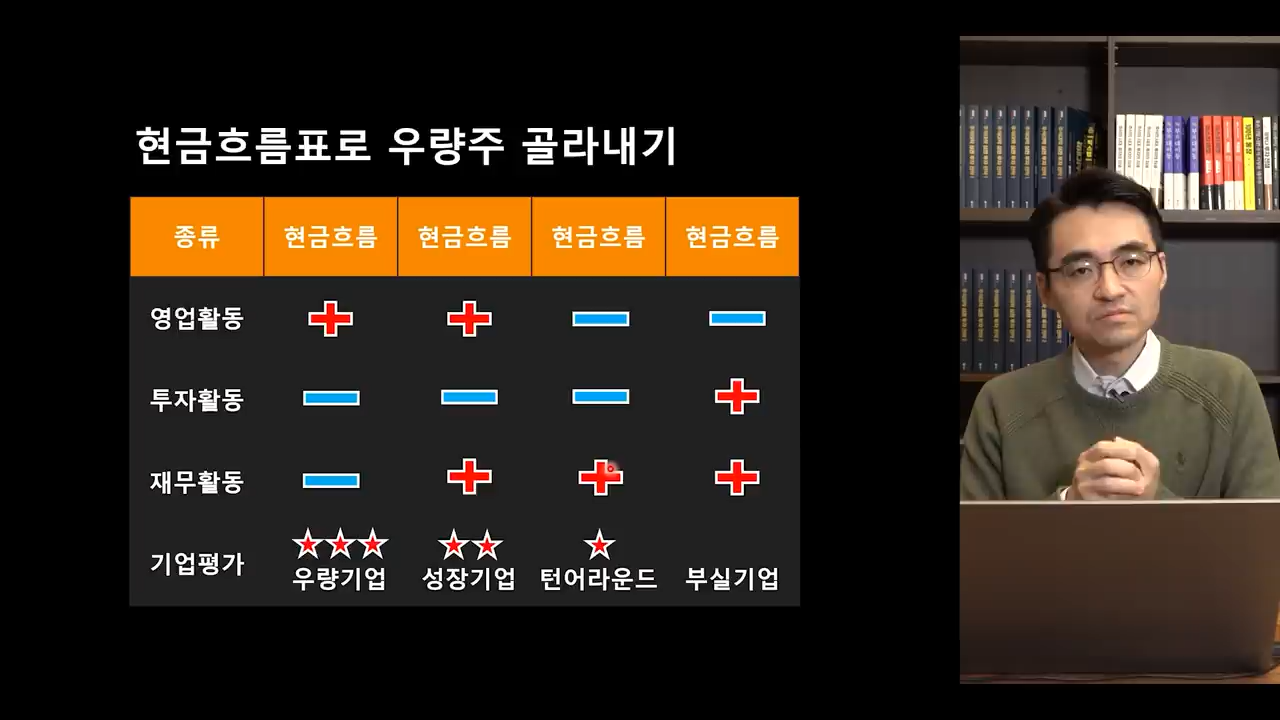 현금흐름표로 우량주 골라내기
종류 현금흐름 현금흐름 현금흐름 현금흐름
영업활동
투자활동
재무활동
기업평가 우량기업 성장기업 턴어라운드 부실기업